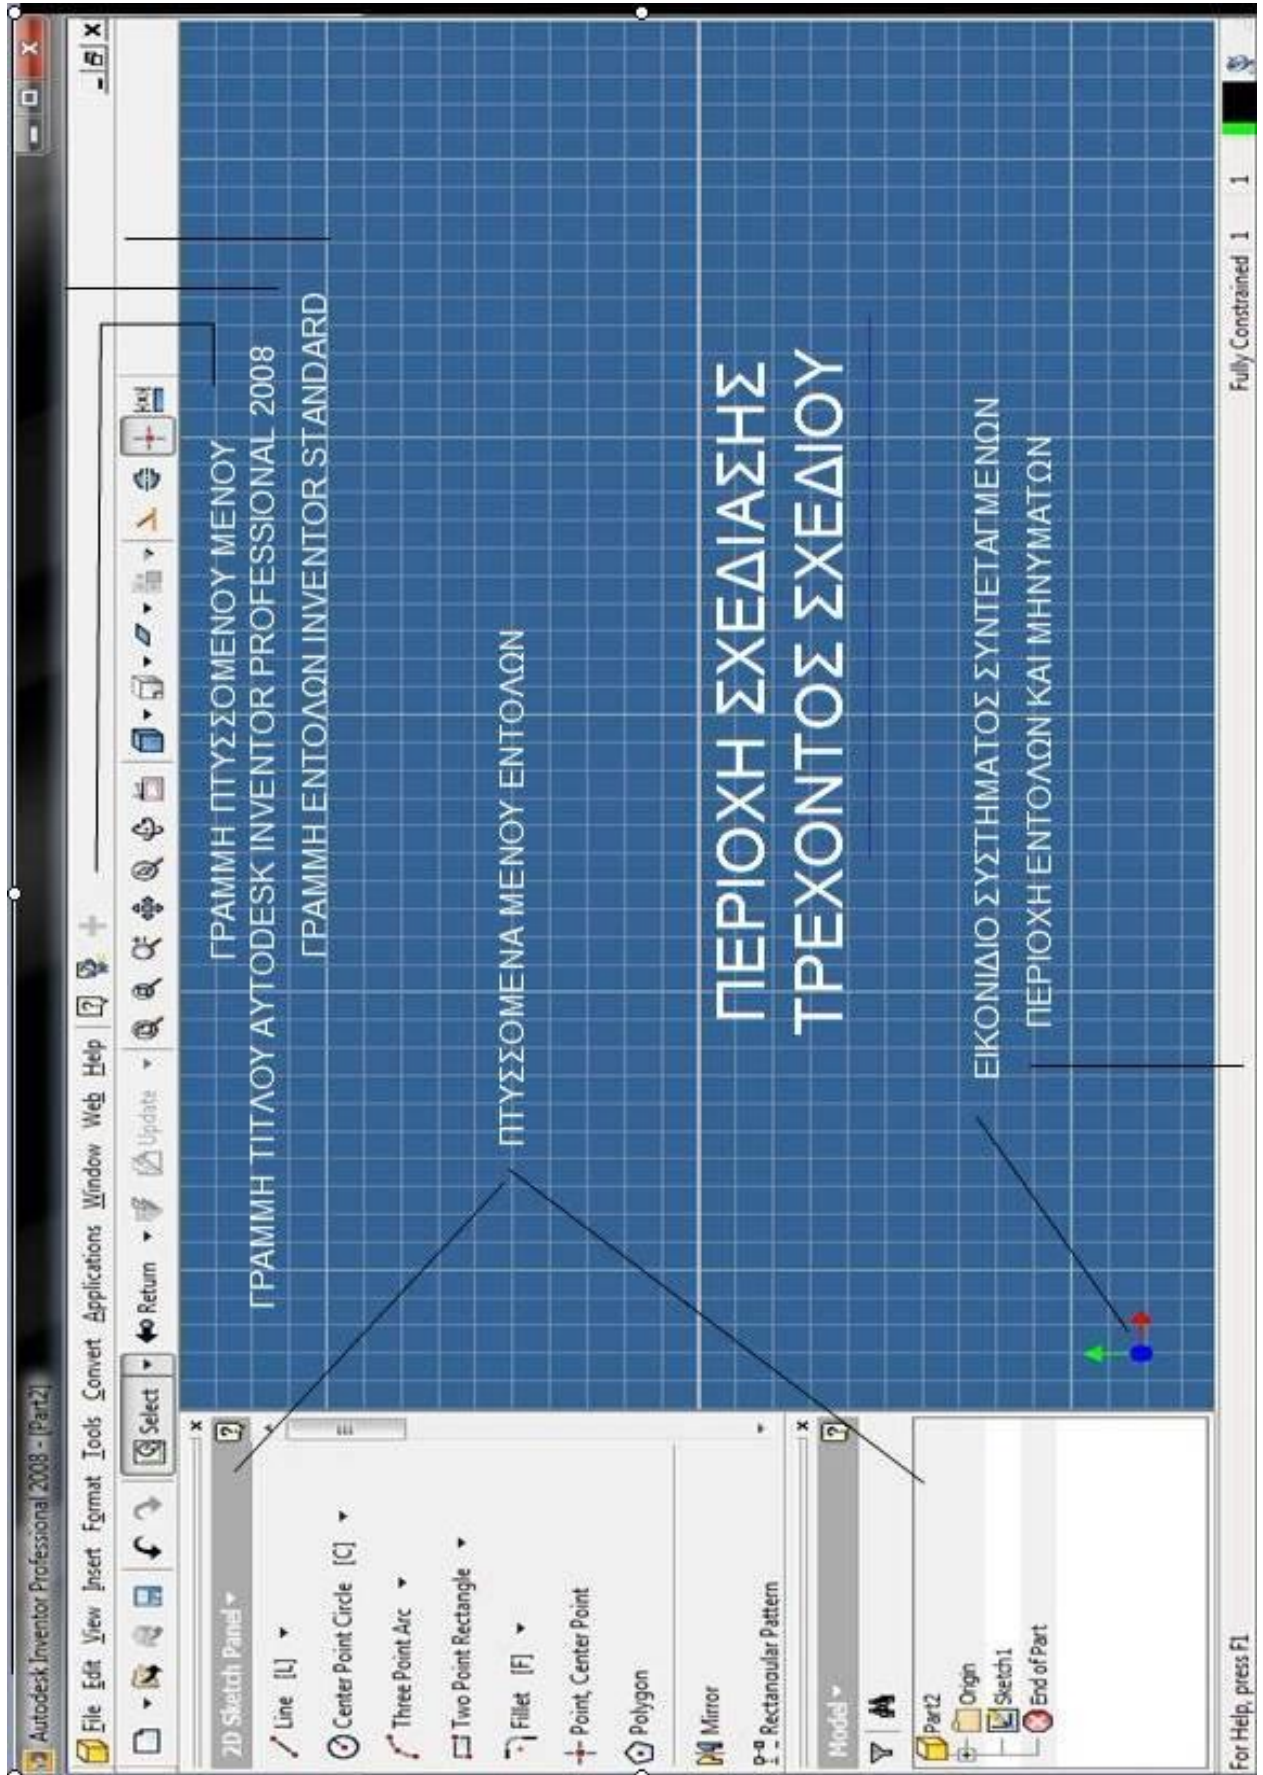 Autodesk Inventor Professional 2008 - [Part2]
File Edit View Insert Format Tools Convert Applications Window Web Help
Select Return Update
2D Sketch Panel
Line [L]
Center Point Circle [C]
Three Point Arc
Two Point Rectangle
Fillet [F]
Point, Center Point
Polygon
Mirror
Rectangular Pattern
Model
Part2
Origin
Sketch1
End of Part
ΓΡΑΜΜΗ ΠΤΥΣΣΟΜΕΝΟΥ ΜΕΝΟΥ
ΓΡΑΜΜΗ ΤΙΤΛΟΥ AYTODESK INVENTOR PROFESSIONAL 2008
ΓΡΑΜΜΗ ΕΝΤΟΛΩΝ INVENTOR STANDARD
ΠΤΥΣΣΟΜΕΝΑ ΜΕΝΟΥ ΕΝΤΟΛΩΝ
ΠΕΡΙΟΧΗ ΣΧΕΔΙΑΣΗΣ
ΤΡΕΧΟΝΤΟΣ ΣΧΕΔΙΟΥ
ΕΙΚΟΝΙΔΙΟ ΣΥΣΤΗΜΑΤΟΣ ΣΥΝΤΕΤΑΓΜΕΝΩΝ
ΠΕΡΙΟΧΗ ΕΝΤΟΛΩΝ ΚΑΙ ΜΗΝΥΜΑΤΩΝ
For Help, press F1
Fully Constrained 1 1